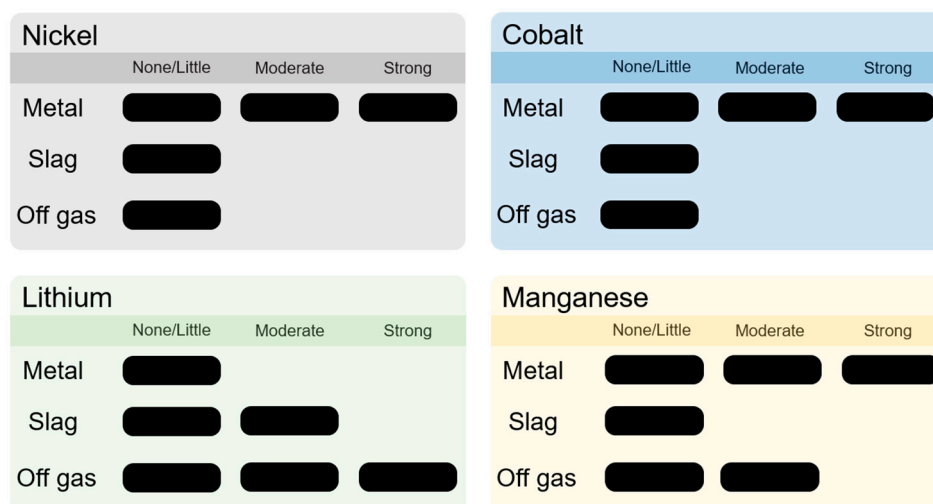 Nickel
None/Little Moderate Strong
Metal
Slag
Off gas
Cobalt
None/Little Moderate Strong
Metal
Slag
Off gas
Lithium
None/Little Moderate Strong
Metal
Slag
Off gas
Manganese
None/Little Moderate Strong
Metal
Slag
Off gas